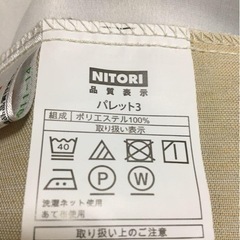 NITORI
品質表示
パレット3
組成 ポリエステル100%
取り扱い表示
40
P W
洗濯ネット使用
あて布使用
取り扱い上のご注意